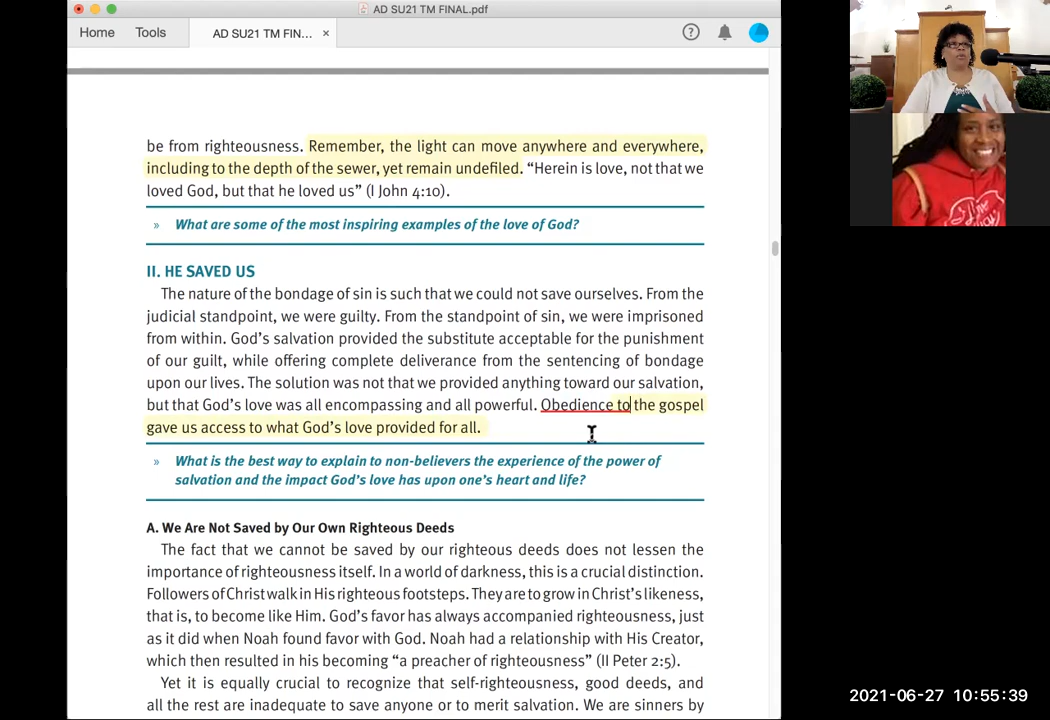 AD SU21 TM FINAL.pdf
Home Tools AD SU21 TM FIN... ×
be from righteousness. Remember, the light can move anywhere and everywhere,
including to the depth of the sewer, yet remain undefiled. “Herein is love, not that we
loved God, but that he loved us” (I John 4:10).
» What are some of the most inspiring examples of the love of God?
II. HE SAVED US
The nature of the bondage of sin is such that we could not save ourselves. From the
judicial standpoint, we were guilty. From the standpoint of sin, we were imprisoned
from within. God’s salvation provided the substitute acceptable for the punishment
of our guilt, while offering complete deliverance from the sentencing of bondage
upon our lives. The solution was not that we provided anything toward our salvation,
but that God’s love was all encompassing and all powerful. Obedience to the gospel
gave us access to what God’s love provided for all.
» What is the best way to explain to non-believers the experience of the power of
salvation and the impact God’s love has upon one’s heart and life?
A. We Are Not Saved by Our Own Righteous Deeds
The fact that we cannot be saved by our righteous deeds does not lessen the
importance of righteousness itself. In a world of darkness, this is a crucial distinction.
Followers of Christ walk in His righteous footsteps. They are to grow in Christ’s likeness,
that is, to become like Him. God’s favor has always accompanied righteousness, just
as it did when Noah found favor with God. Noah had a relationship with His Creator,
which then resulted in his becoming “a preacher of righteousness” (II Peter 2:5).
Yet it is equally crucial to recognize that self-righteousness, good deeds, and
all the rest are inadequate to save anyone or to merit salvation. We are sinners by
2021-06-27 10:55:39